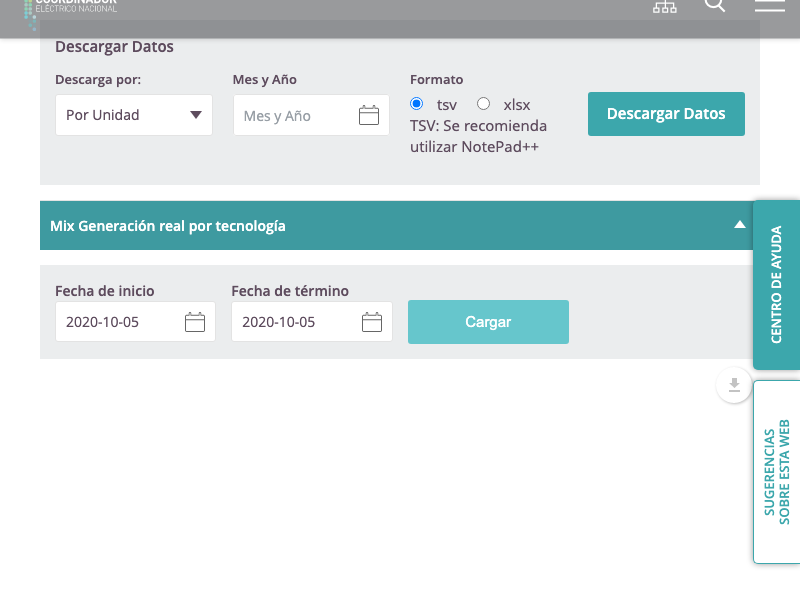 COORDINADOR
ELÉCTRICO NACIONAL
Descargar Datos
Descarga por:
Mes y Año
Formato
Por Unidad
Mes y Año
tsv
xlsx
TSV: Se recomienda
utilizar NotePad++
Descargar Datos
Mix Generación real por tecnología
CENTRO DE AYUDA
Fecha de inicio
Fecha de término
2020-10-05
2020-10-05
Cargar
SUGERENCIAS
SOBRE ESTA WEB